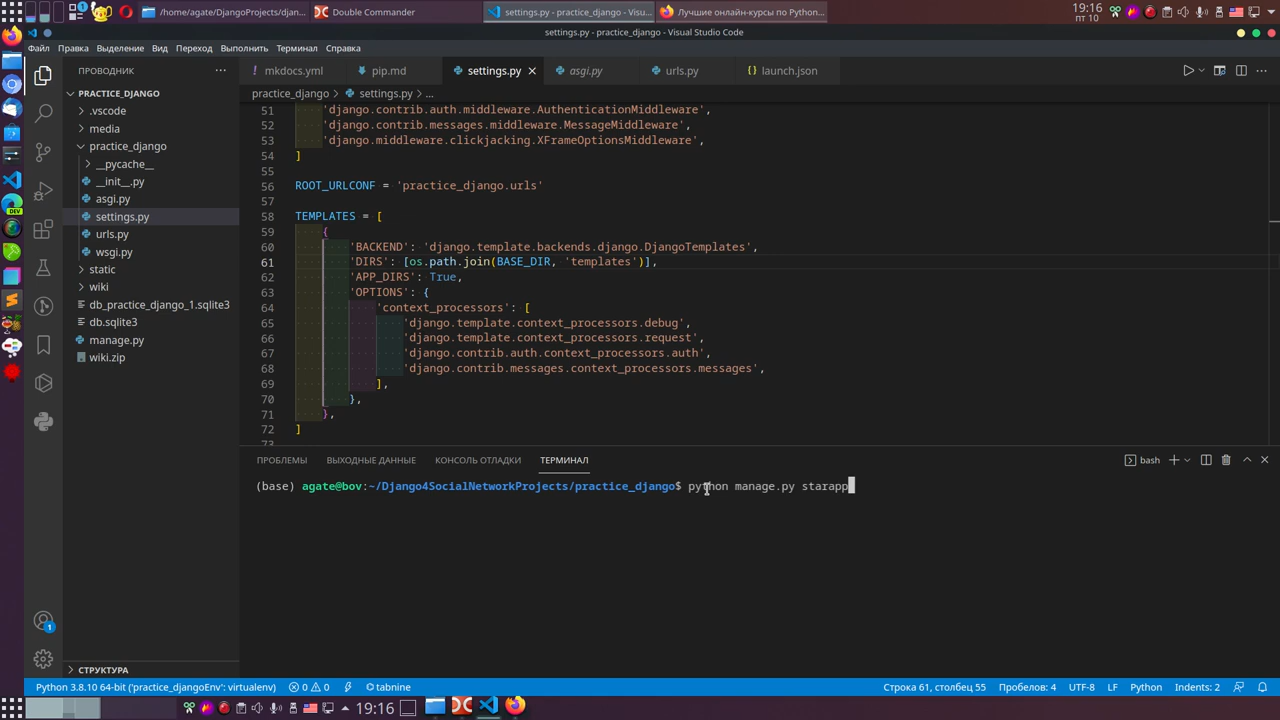 /home/agate/DjangoProjects/djan...
Double Commander
settings.py - practice_django - Visu...
Лучшие онлайн-курсы по Python...
19:16
пт 10
settings.py - practice_django - Visual Studio Code
Файл Правка Выделение Вид Переход Выполнить Терминал Справка
ПРОВОДНИК ...
mkdocs.yml pip.md settings.py asgi.py urls.py launch.json
PRACTICE_DJANGO
practice_django > settings.py > ...
.vscode
media
practice_django
__pycache__
__init__.py
asgi.py
settings.py
urls.py
wsgi.py
static
wiki
db_practice_django_1.sqlite3
db.sqlite3
manage.py
wiki.zip
DEV
1
СТРУКТУРА
51 'django.contrib.auth.middleware.AuthenticationMiddleware',
52 'django.contrib.messages.middleware.MessageMiddleware',
53 'django.middleware.clickjacking.XFrameOptionsMiddleware',
54 ]
55
56 ROOT_URLCONF = 'practice_django.urls'
57
58 TEMPLATES = [
59 {
60 'BACKEND': 'django.template.backends.django.DjangoTemplates',
61 'DIRS': [os.path.join(BASE_DIR, 'templates')],
62 'APP_DIRS': True,
63 'OPTIONS': {
64 'context_processors': [
65 'django.template.context_processors.debug',
66 'django.template.context_processors.request',
67 'django.contrib.auth.context_processors.auth',
68 'django.contrib.messages.context_processors.messages',
69 ],
70 },
71 },
72 ]
73
ПРОБЛЕМЫ ВЫХОДНЫЕ ДАННЫЕ КОНСОЛЬ ОТЛАДКИ ТЕРМИНАЛ
bash
(base) agate@bov:~/Django4SocialNetworkProjects/practice_django$ python manage.py starapp
Python 3.8.10 64-bit ('practice_djangoEnv': virtualenv) 0 0 tabnine
Строка 61, столбец 55 Пробелов: 4 UTF-8 LF Python Indents: 2
19:16